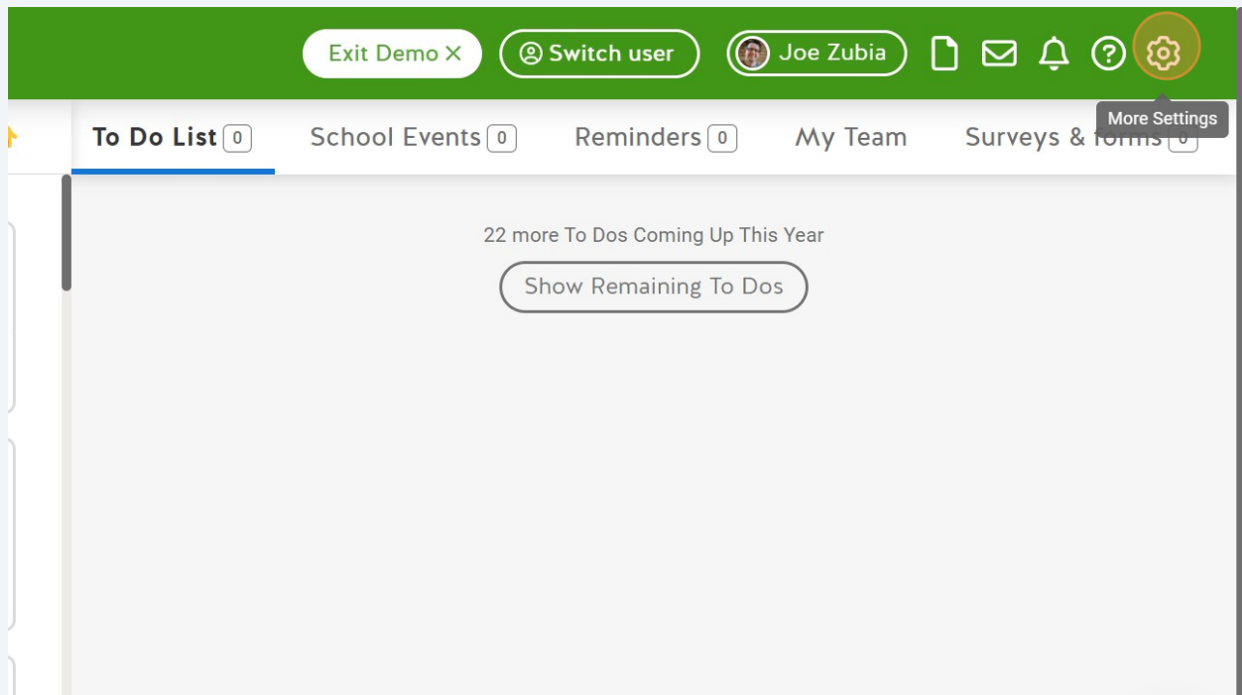 Exit Demo ✕ Switch user Joe Zubia
More Settings
To Do List 0 School Events 0 Reminders 0 My Team Surveys & forms 0
22 more To Dos Coming Up This Year
Show Remaining To Dos